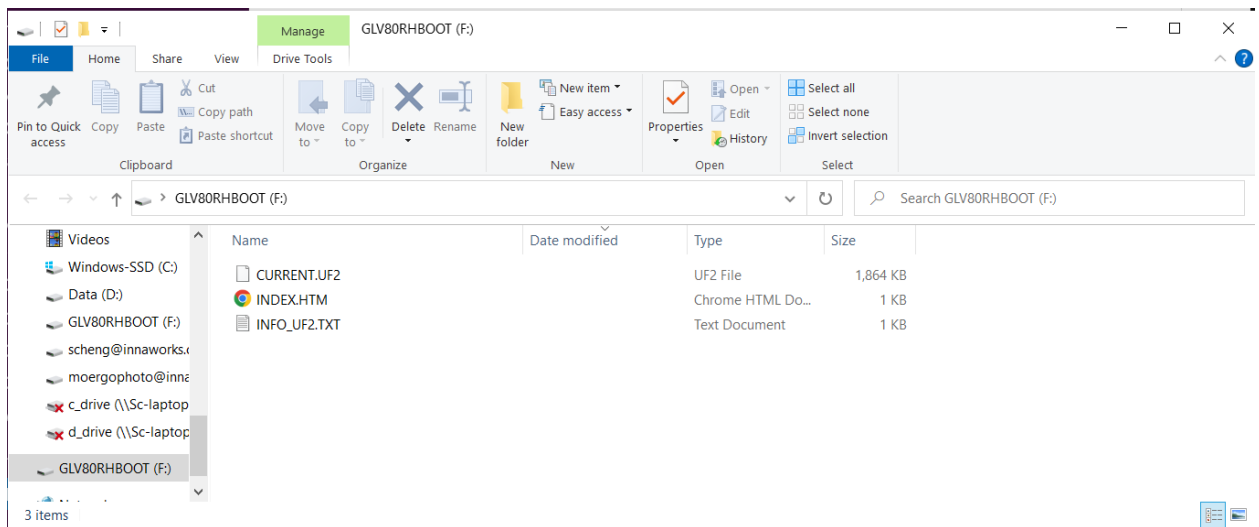 Manage GLV80RHBOOT (F:)
File Home Share View Drive Tools
Pin to Quick access
Copy
Paste
Cut
Copy path
Paste shortcut
Clipboard
Move to
Copy to
Delete
Rename
Organize
New folder
New item
Easy access
New
Properties
Open
Edit
History
Open
Select all
Select none
Invert selection
Select
GLV80RHBOOT (F:)
Search GLV80RHBOOT (F:)
Videos
Windows-SSD (C:)
Data (D:)
GLV80RHBOOT (F:)
scheng@innaworks.
moergophoto@inna
c_drive (\\Sc-laptop
d_drive (\\Sc-laptop
GLV80RHBOOT (F:)
Name Date modified Type Size
CURRENT.UF2 UF2 File 1,864 KB
INDEX.HTM Chrome HTML Do... 1 KB
INFO_UF2.TXT Text Document 1 KB
3 items